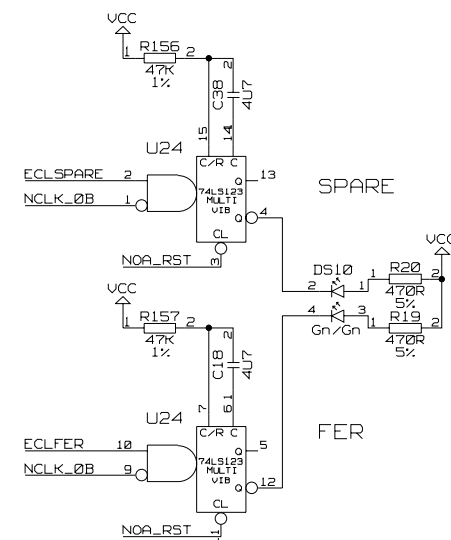 VCC
R156
1 2
47K
1%
2
C38
4U7
15
14
U24
C/R C
ECLSPARE 2
Q 13
74LS123
MULTI
VIB
SPARE
NCLK_0B 1
Q 4
CL
VCC
NOA_RST
3
DS10
R20
2 1 1 2
470R
5%
VCC
4 3
R19
R157
1 2
Gn/Gn
1
2
47K
470R
1%
5%
2
C18
4U7
7
6
1
U24
C/R C
FER
ECLFER 10
Q 5
74LS123
MULTI
VIB
NCLK_0B 9
Q 12
CL
NOA_RST
1